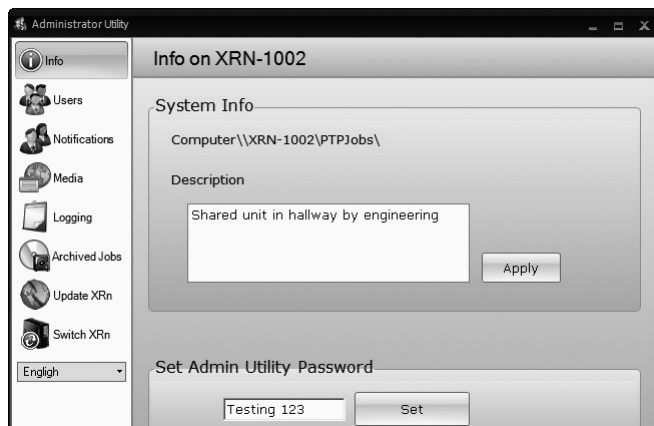 Administrator Utility
Info
Users
Notifications
Media
Logging
Archived Jobs
Update XRn
Switch XRn
Engligh
Info on XRN-1002
System Info
Computer\\XRN-1002\PTPJobs\
Description
Shared unit in hallway by engineering
Apply
Set Admin Utility Password
Testing 123
Set